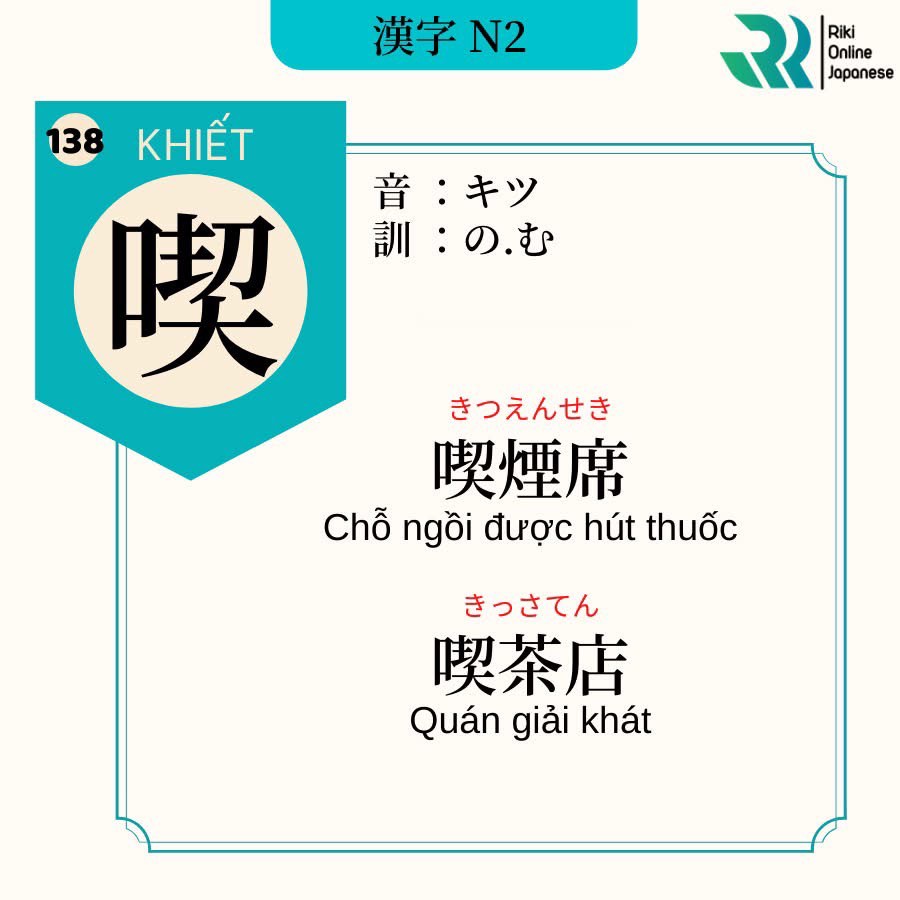 漢字 N2
Riki
Online
Japanese
138
KHIẾT
喫
音 ：キツ
訓 ：の.む
きつえんせき
喫煙席
Chỗ ngồi được hút thuốc
きっさてん
喫茶店
Quán giải khát